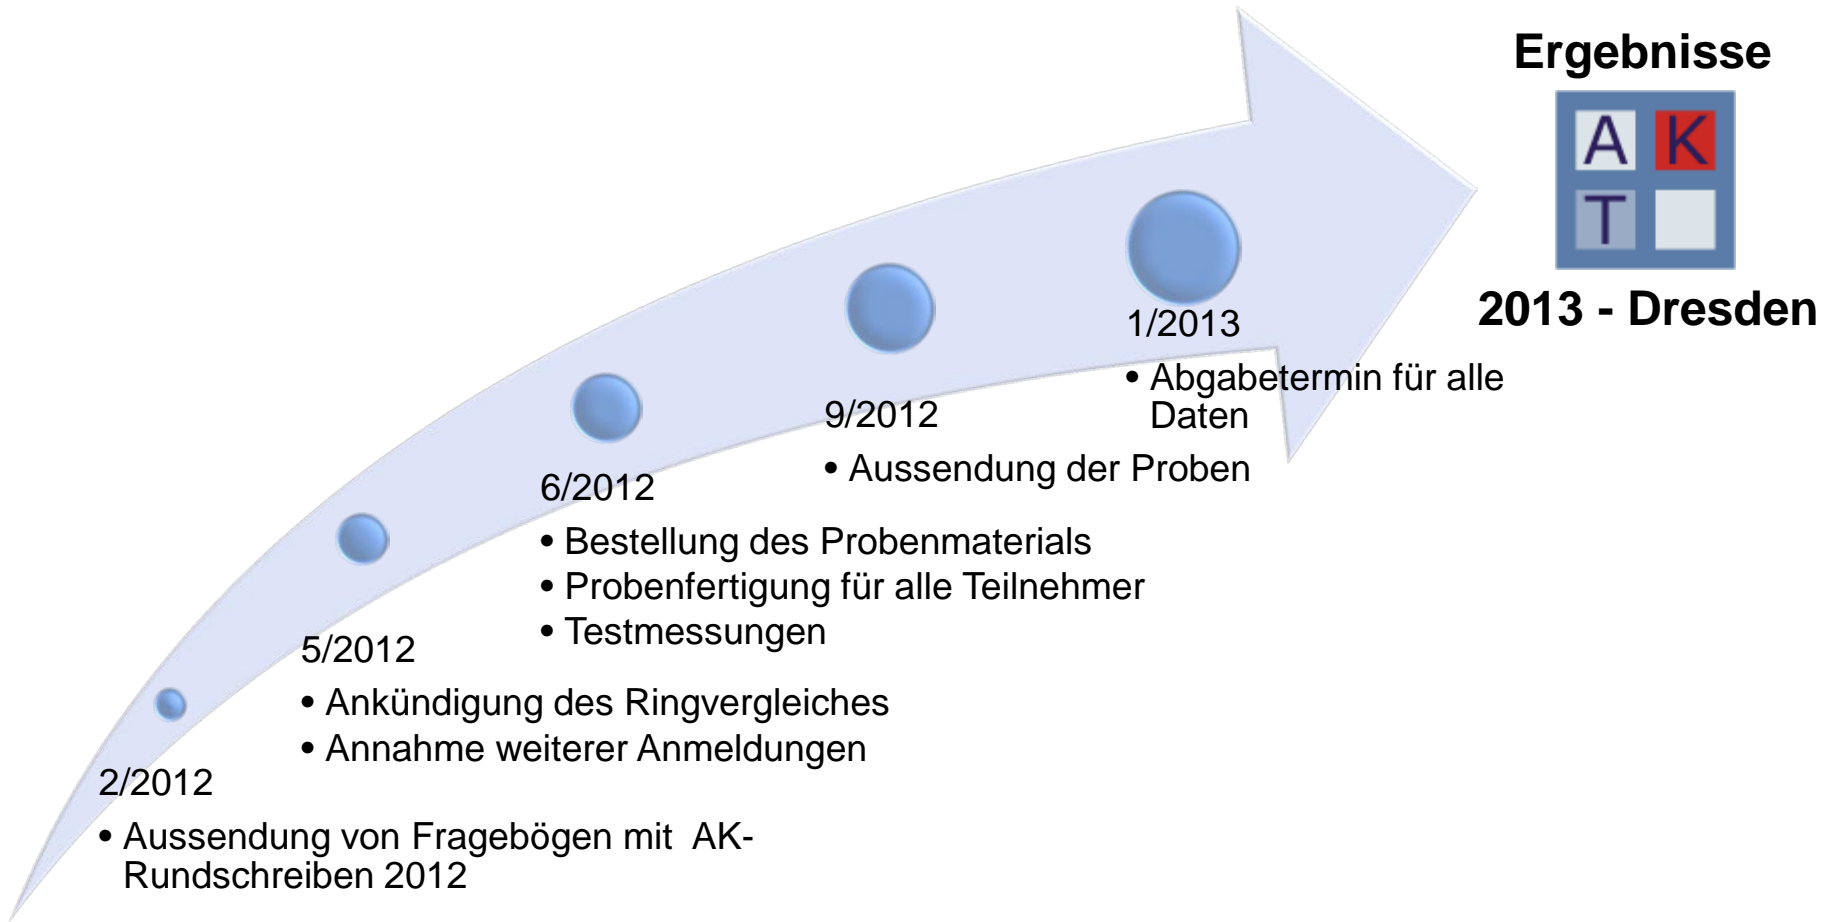 Ergebnisse
A K
T
2013 - Dresden
1/2013
• Abgabetermin für alle
Daten
9/2012
• Aussendung der Proben
6/2012
• Bestellung des Probenmaterials
• Probenfertigung für alle Teilnehmer
• Testmessungen
5/2012
• Ankündigung des Ringvergleiches
• Annahme weiterer Anmeldungen
2/2012
• Aussendung von Fragebögen mit AK-
Rundschreiben 2012